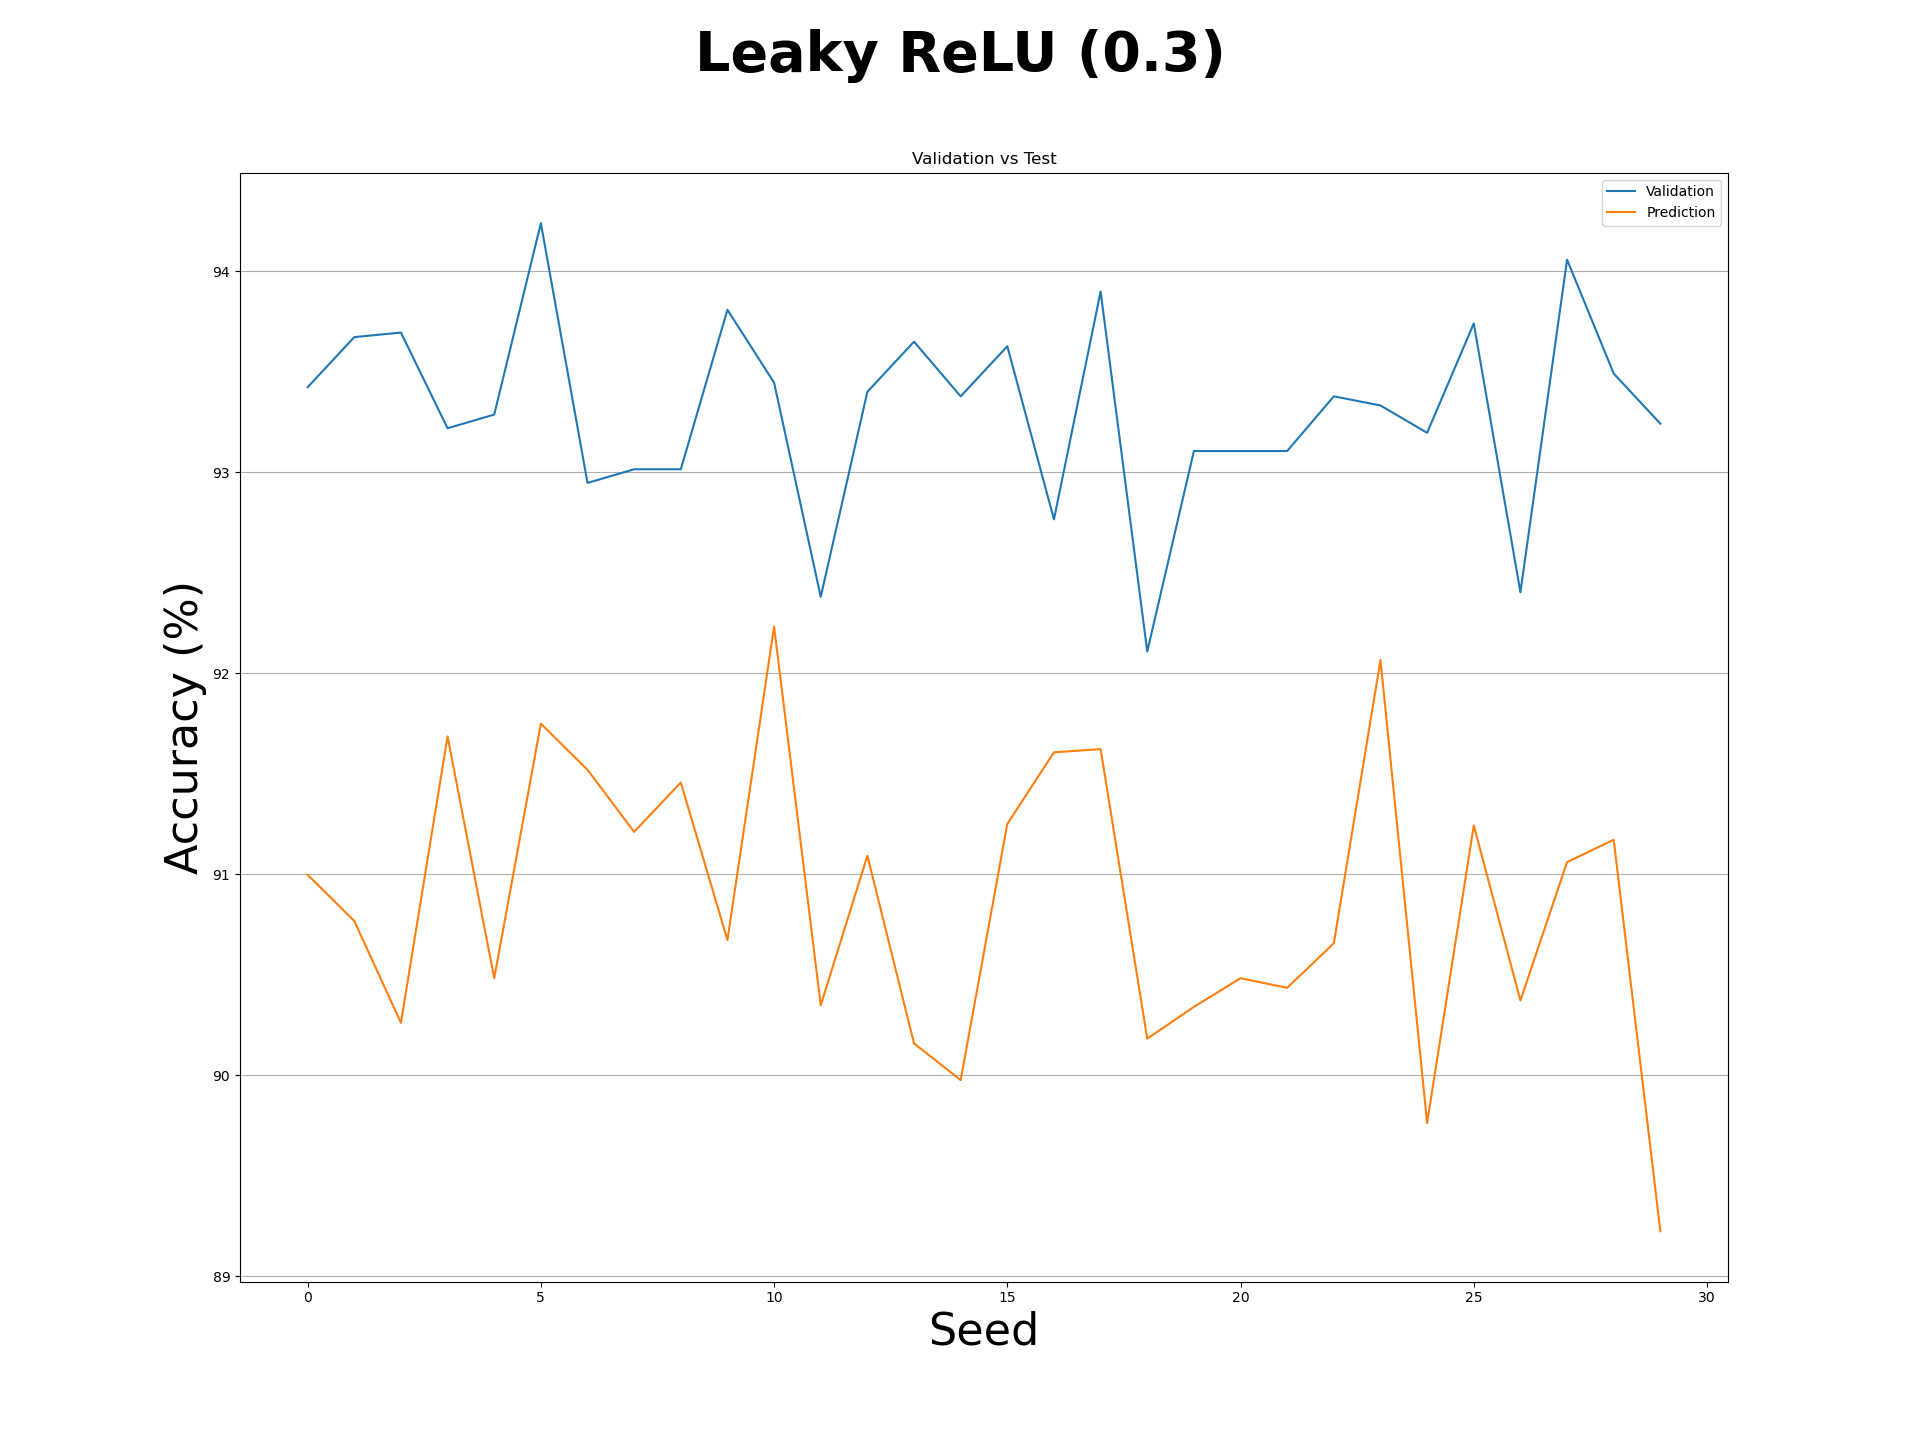 Leaky ReLU (0.3)
Validation vs Test
Validation
Prediction
94
93
92
91
90
89
Accuracy (%)
0 5 10 15 20 25 30
Seed